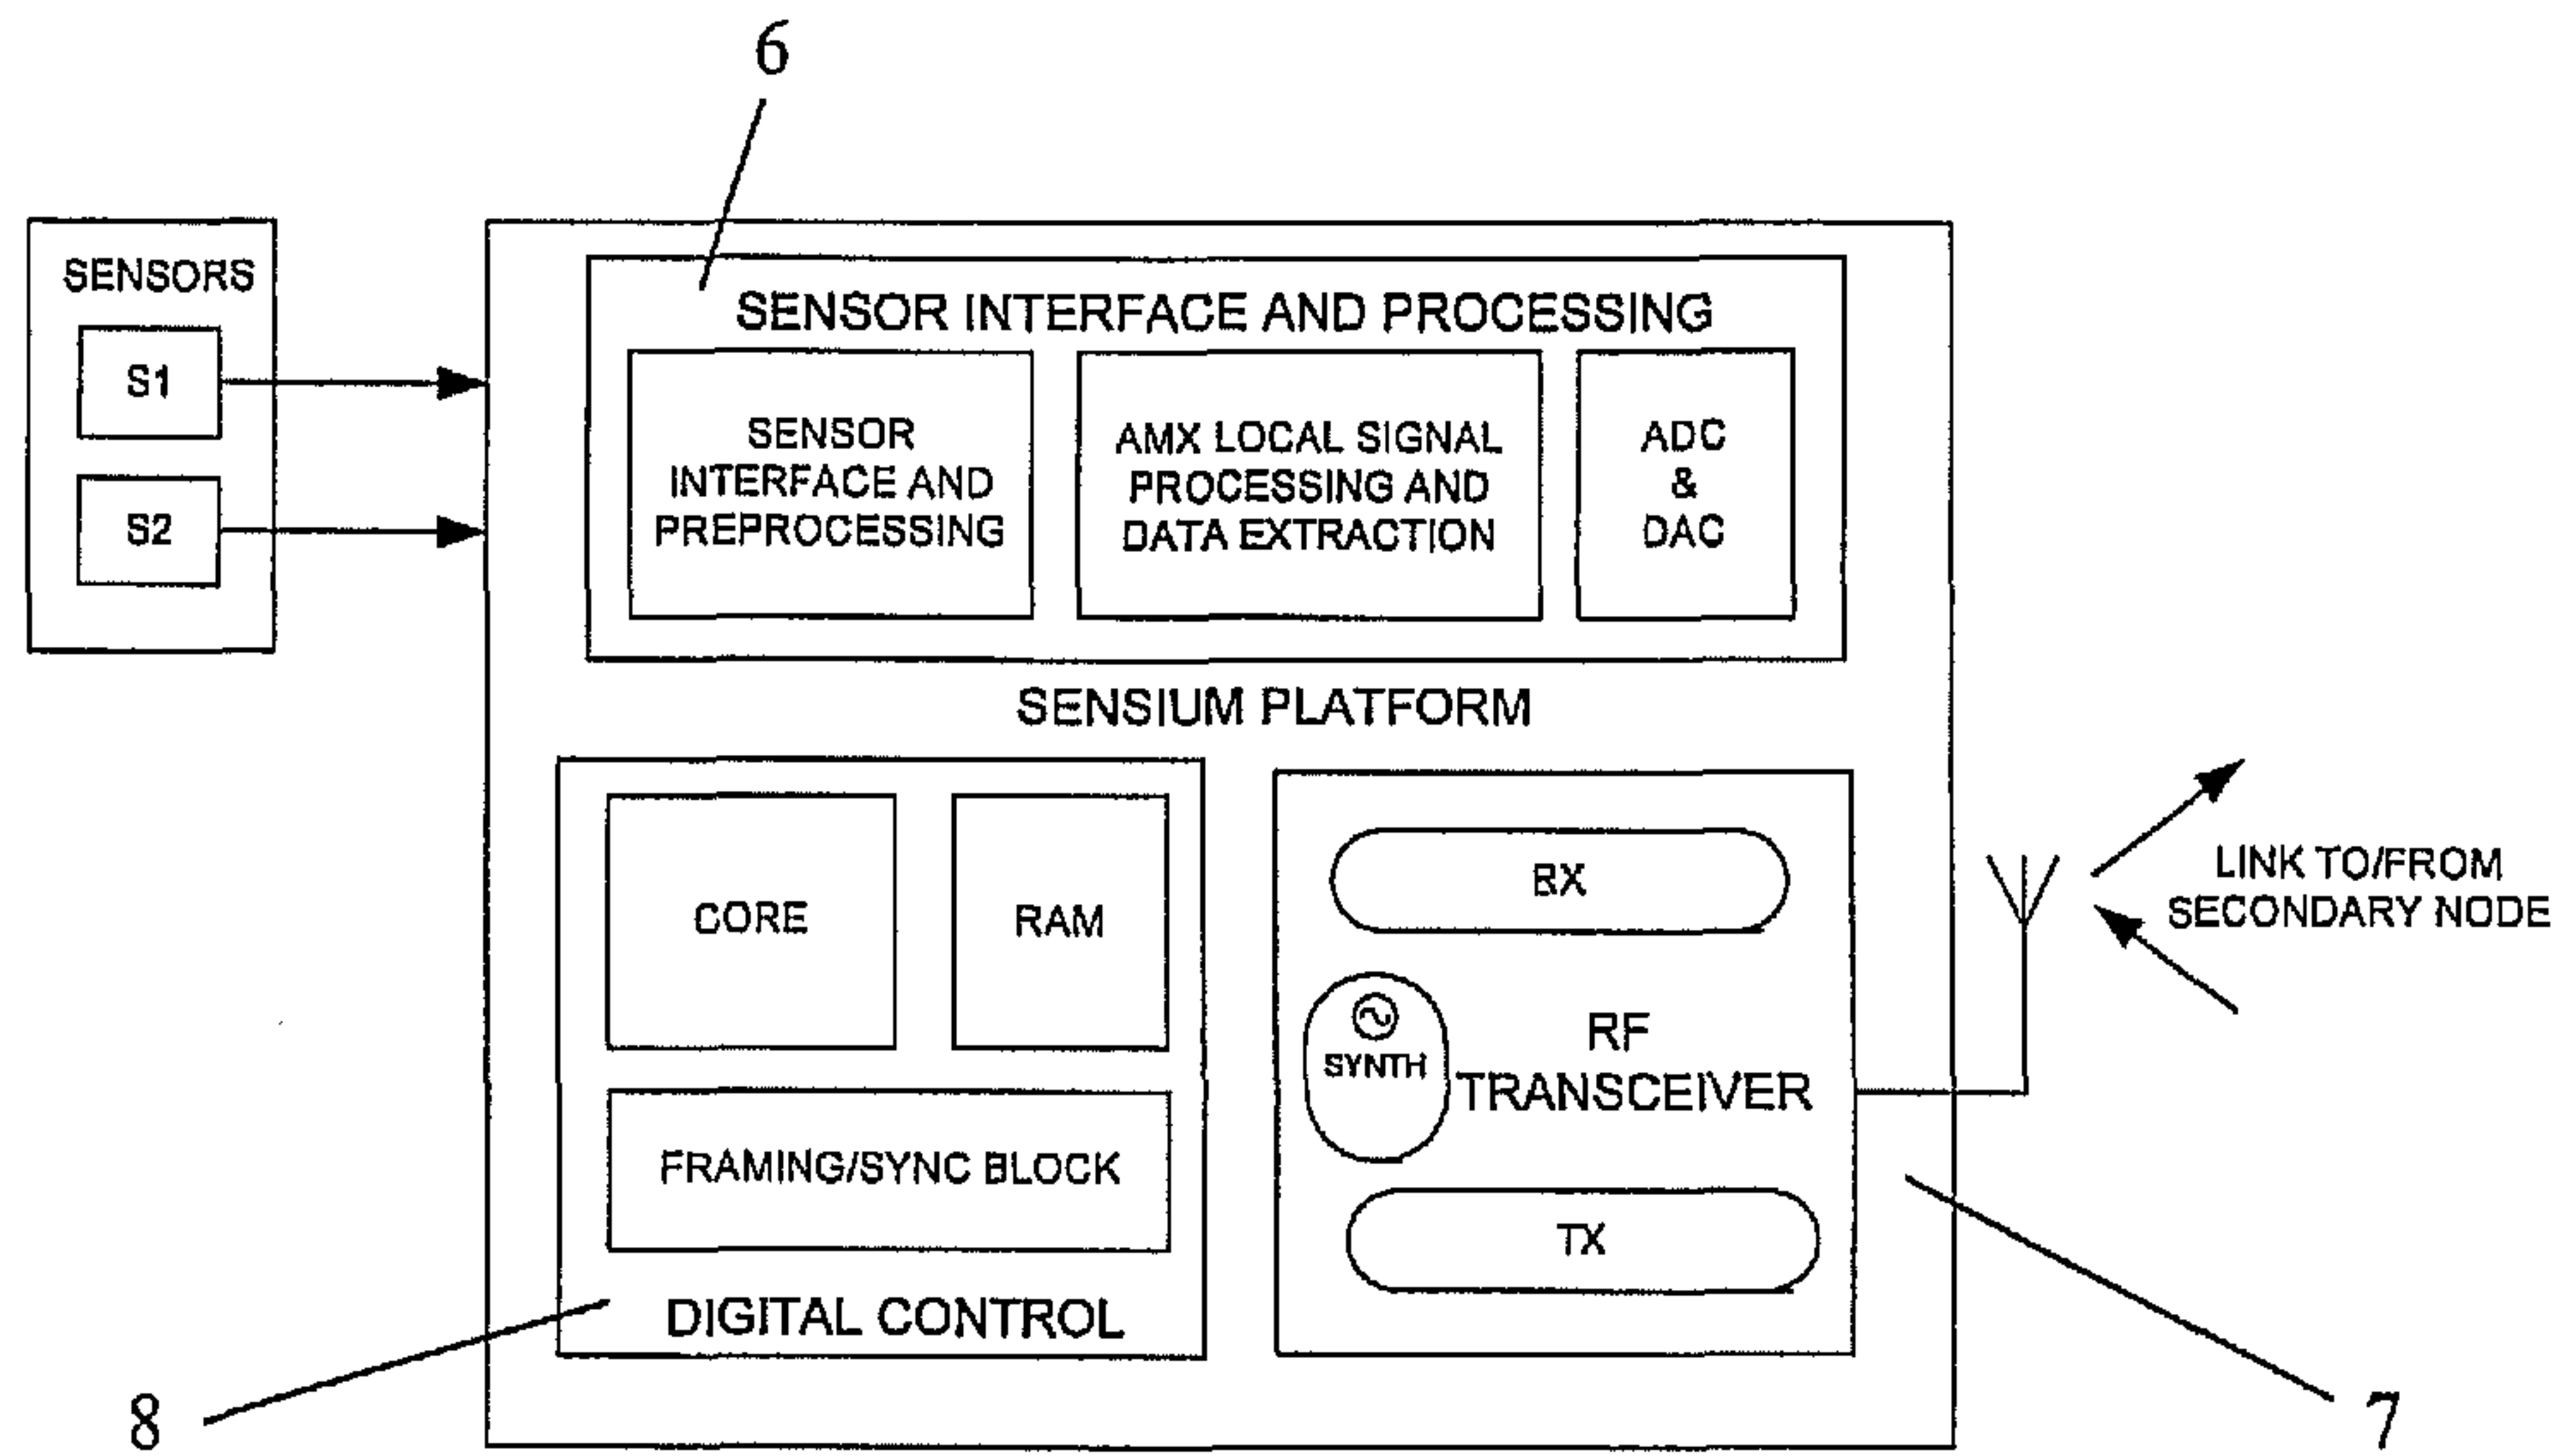 6
SENSORS
S1
S2
SENSOR INTERFACE AND PROCESSING
SENSOR
INTERFACE AND
PREPROCESSING
AMX LOCAL SIGNAL
PROCESSING AND
DATA EXTRACTION
ADC
&
DAC
SENSIUM PLATFORM
CORE
RAM
FRAMING/SYNC BLOCK
DIGITAL CONTROL
RX
SYNTH
RF
TRANSCEIVER
TX
LINK TO/FROM
SECONDARY NODE
8
7